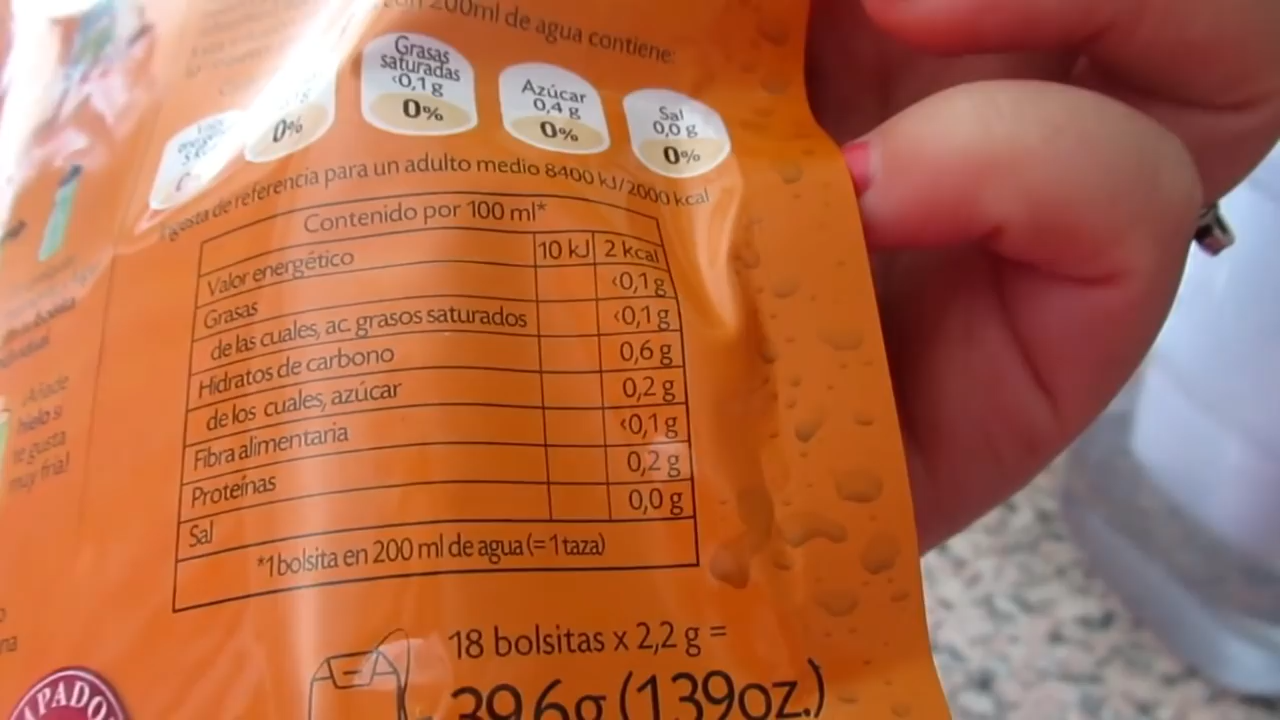 200ml de agua contiene:
Grasas
saturadas
<0,1 g
0%
Azúcar
0,4 g
0%
Sal
0,0 g
0%
0%
de referencia para un adulto medio 8400 kJ/2000 kcal
Contenido por 100 ml*
Valor energético 10 kJ 2 kcal
Grasas <0,1 g
de las cuales, ac. grasos saturados <0,1 g
Hidratos de carbono 0,6 g
de los cuales, azúcar 0,2 g
Fibra alimentaria <0,1 g
Proteínas 0,2 g
Sal 0,0 g
*1 bolsita en 200 ml de agua (= 1 taza)
Añade
hielo si
te gusta
muy fría!
18 bolsitas x 2,2 g =
39,6g (1,39oz.)